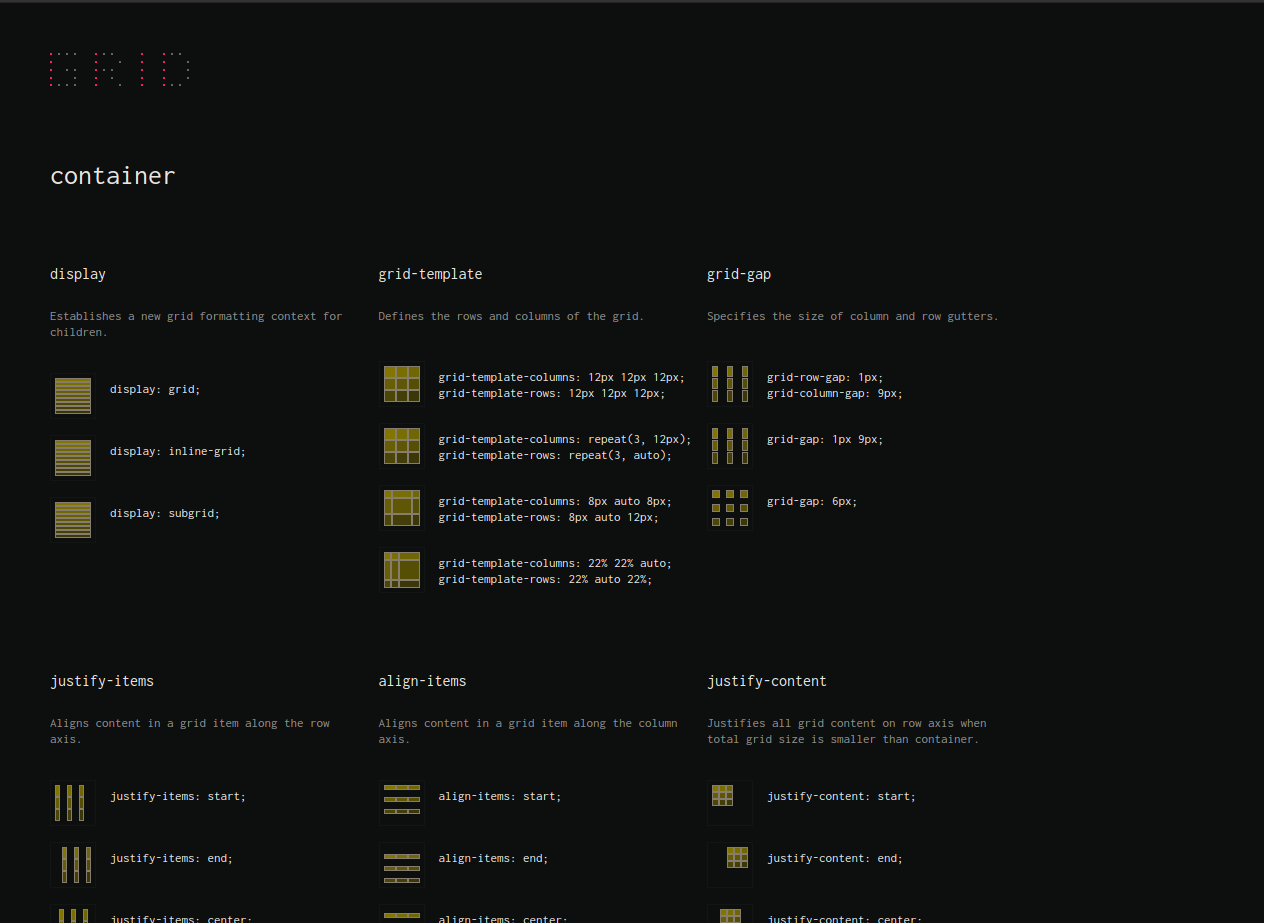 GRID
container
display
Establishes a new grid formatting context for
children.
display: grid;
display: inline-grid;
display: subgrid;
grid-template
Defines the rows and columns of the grid.
grid-template-columns: 12px 12px 12px;
grid-template-rows: 12px 12px 12px;
grid-template-columns: repeat(3, 12px);
grid-template-rows: repeat(3, auto);
grid-template-columns: 8px auto 8px;
grid-template-rows: 8px auto 12px;
grid-template-columns: 22% 22% auto;
grid-template-rows: 22% auto 22%;
grid-gap
Specifies the size of column and row gutters.
grid-row-gap: 1px;
grid-column-gap: 9px;
grid-gap: 1px 9px;
grid-gap: 6px;
justify-items
Aligns content in a grid item along the row
axis.
justify-items: start;
justify-items: end;
justify-items: center;
align-items
Aligns content in a grid item along the column
axis.
align-items: start;
align-items: end;
align-items: center;
justify-content
Justifies all grid content on row axis when
total grid size is smaller than container.
justify-content: start;
justify-content: end;
justify-content: center;